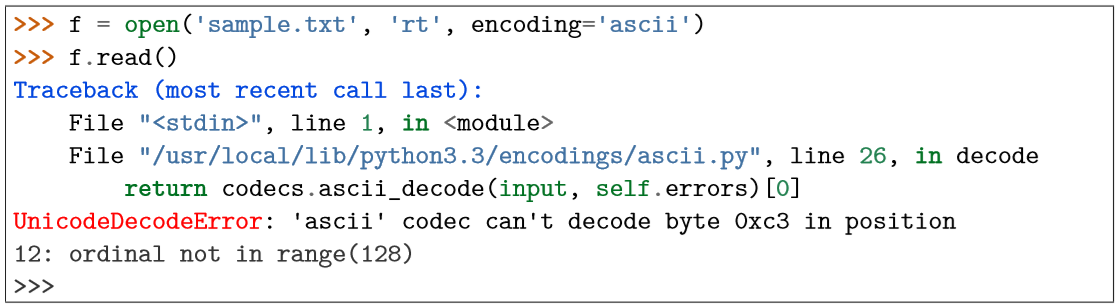 >>> f = open('sample.txt', 'rt', encoding='ascii')
>>> f.read()
Traceback (most recent call last):
    File "<stdin>", line 1, in <module>
    File "/usr/local/lib/python3.3/encodings/ascii.py", line 26, in decode
        return codecs.ascii_decode(input, self.errors)[0]
UnicodeDecodeError: 'ascii' codec can't decode byte 0xc3 in position
12: ordinal not in range(128)
>>>